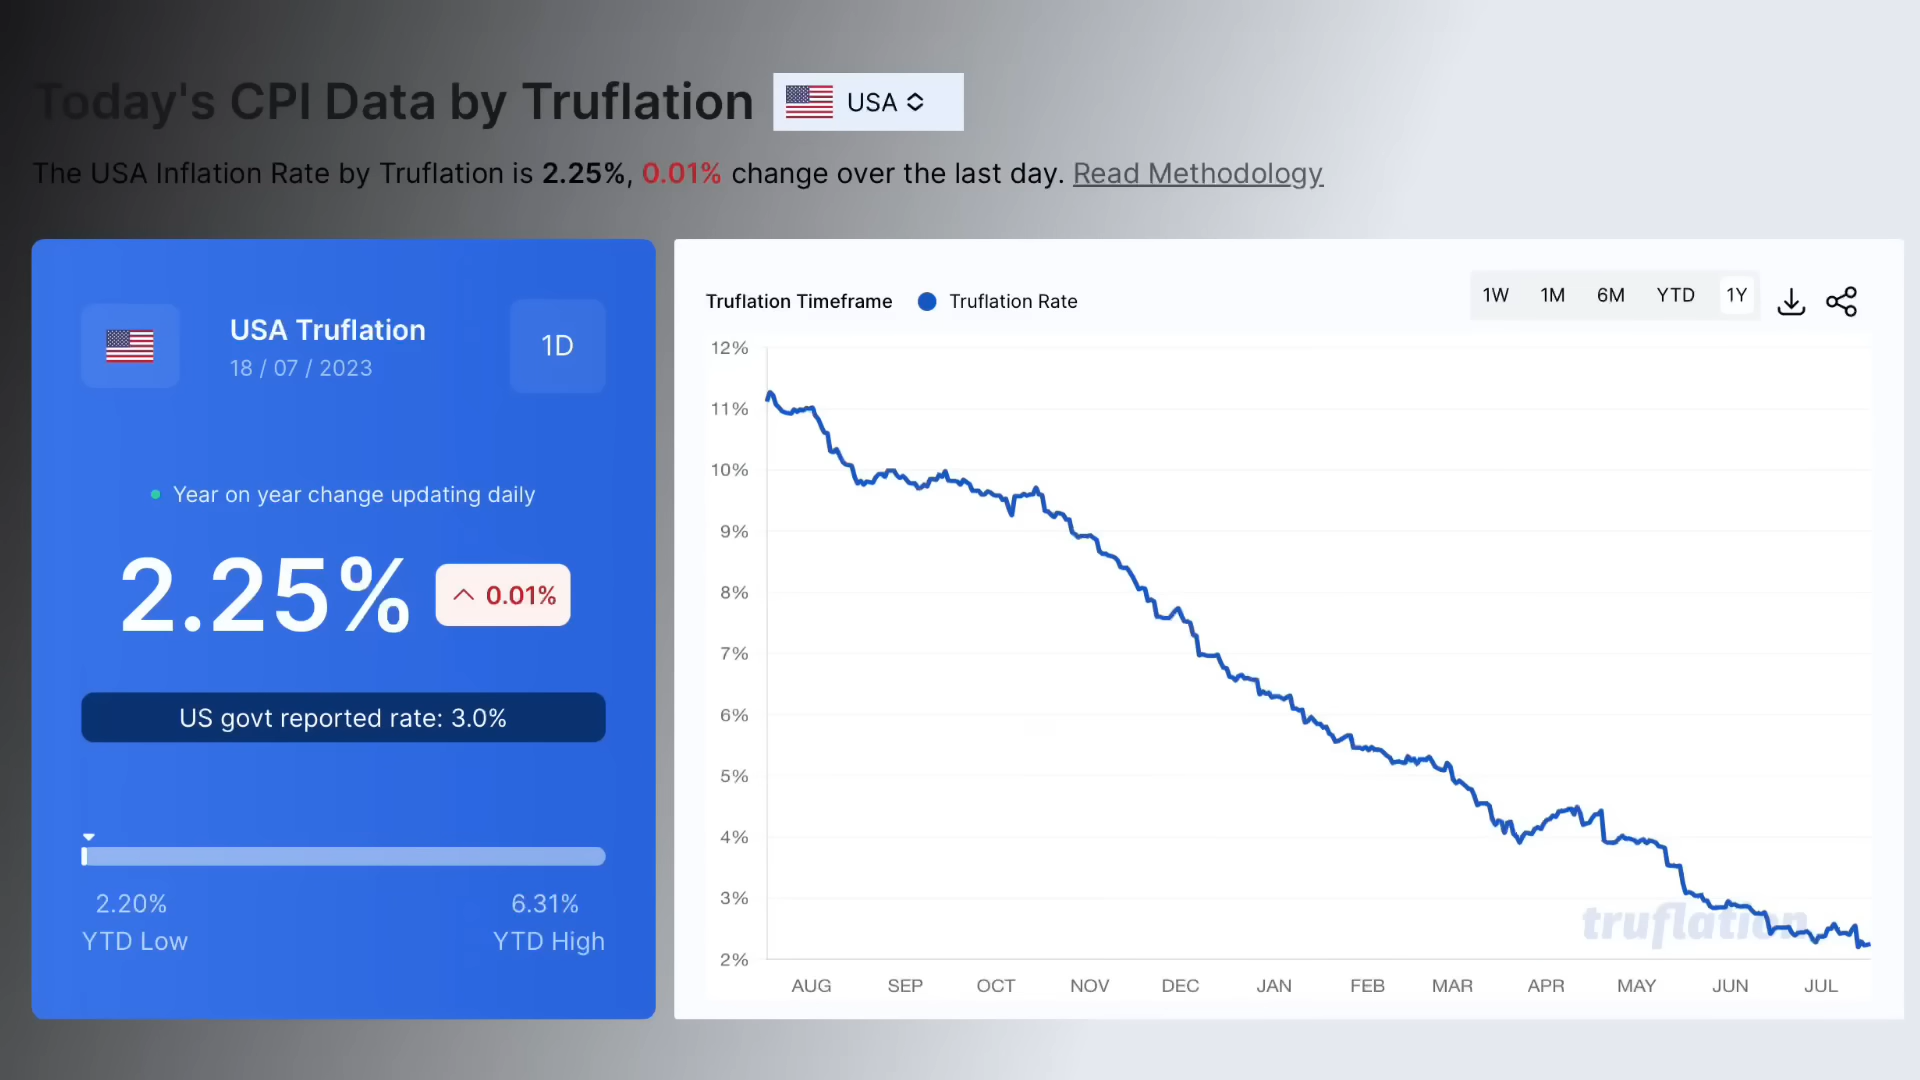 Today's CPI Data by Truflation
USA
The USA Inflation Rate by Truflation is 2.25%, 0.01% change over the last day. Read Methodology
USA Truflation
18 / 07 / 2023
1D
Year on year change updating daily
2.25%
0.01%
US govt reported rate: 3.0%
2.20%
YTD Low
6.31%
YTD High
Truflation Timeframe
Truflation Rate
1W 1M 6M YTD 1Y
12%
11%
10%
9%
8%
7%
6%
5%
4%
3%
2%
truflation
AUG SEP OCT NOV DEC JAN FEB MAR APR MAY JUN JUL